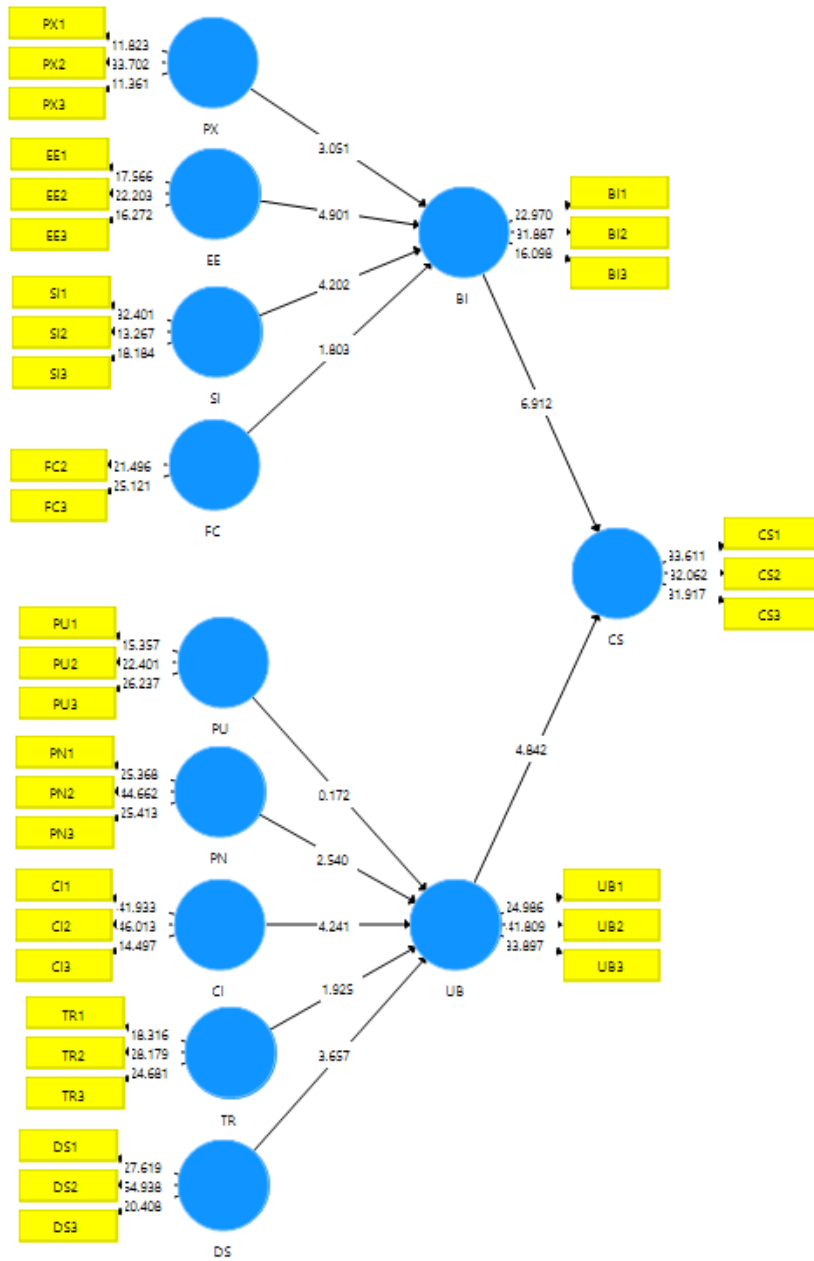 PX1
PX2
PX3
11.823
33.702
11.361
PX
3.051
EE1
EE2
EE3
17.566
22.203
16.272
EE
4.901
SI1
SI2
SI3
32.401
13.267
18.184
SI
4.202
FC2
FC3
21.496
25.121
FC
1.803
BI
22.970
31.887
16.098
BI1
BI2
BI3
6.912
CS
33.611
32.062
31.917
CS1
CS2
CS3
PU1
PU2
PU3
15.357
22.401
26.237
PU
0.172
PN1
PN2
PN3
25.368
44.662
25.413
PN
2.540
CI1
CI2
CI3
41.933
46.013
14.497
CI
4.241
TR1
TR2
TR3
18.316
28.179
24.681
TR
1.925
DS1
DS2
DS3
27.619
54.938
20.408
DS
3.657
4.842
UB
24.986
41.809
33.897
UB1
UB2
UB3